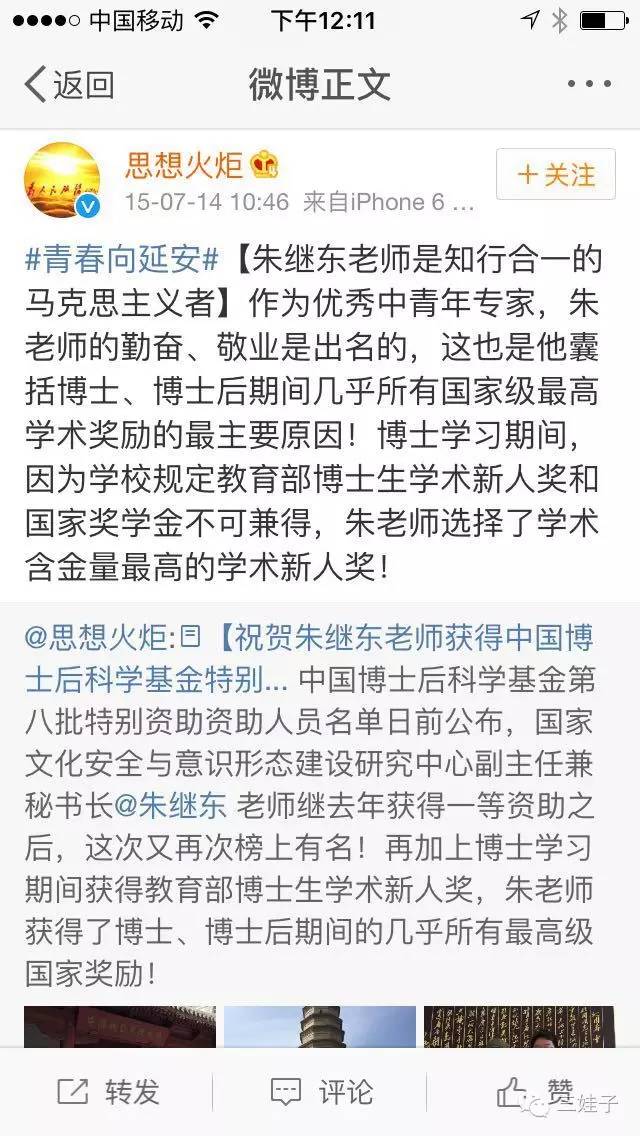 中国移动 下午12:11
返回 微博正文
思想火炬
+关注
15-07-14 10:46 来自iPhone 6 ...
#青春向延安#【朱继东老师是知行合一的
马克思主义者】作为优秀中青年专家，朱
老师的勤奋、敬业是出名的，这也是他囊
括博士、博士后期间几乎所有国家级最高
学术奖励的最主要原因！博士学习期间，
因为学校规定教育部博士生学术新人奖和
国家奖学金不可兼得，朱老师选择了学术
含金量最高的学术新人奖！
@思想火炬:【祝贺朱继东老师获得中国博
士后科学基金特别... 中国博士后科学基金第
八批特别资助资助人员名单日前公布，国家
文化安全与意识形态建设研究中心副主任兼
秘书长@朱继东 老师继去年获得一等资助之
后，这次又再次榜上有名！再加上博士学习
期间获得教育部博士生学术新人奖，朱老师
获得了博士、博士后期间的几乎所有最高级
国家奖励！
转发 评论 赞
三娃子